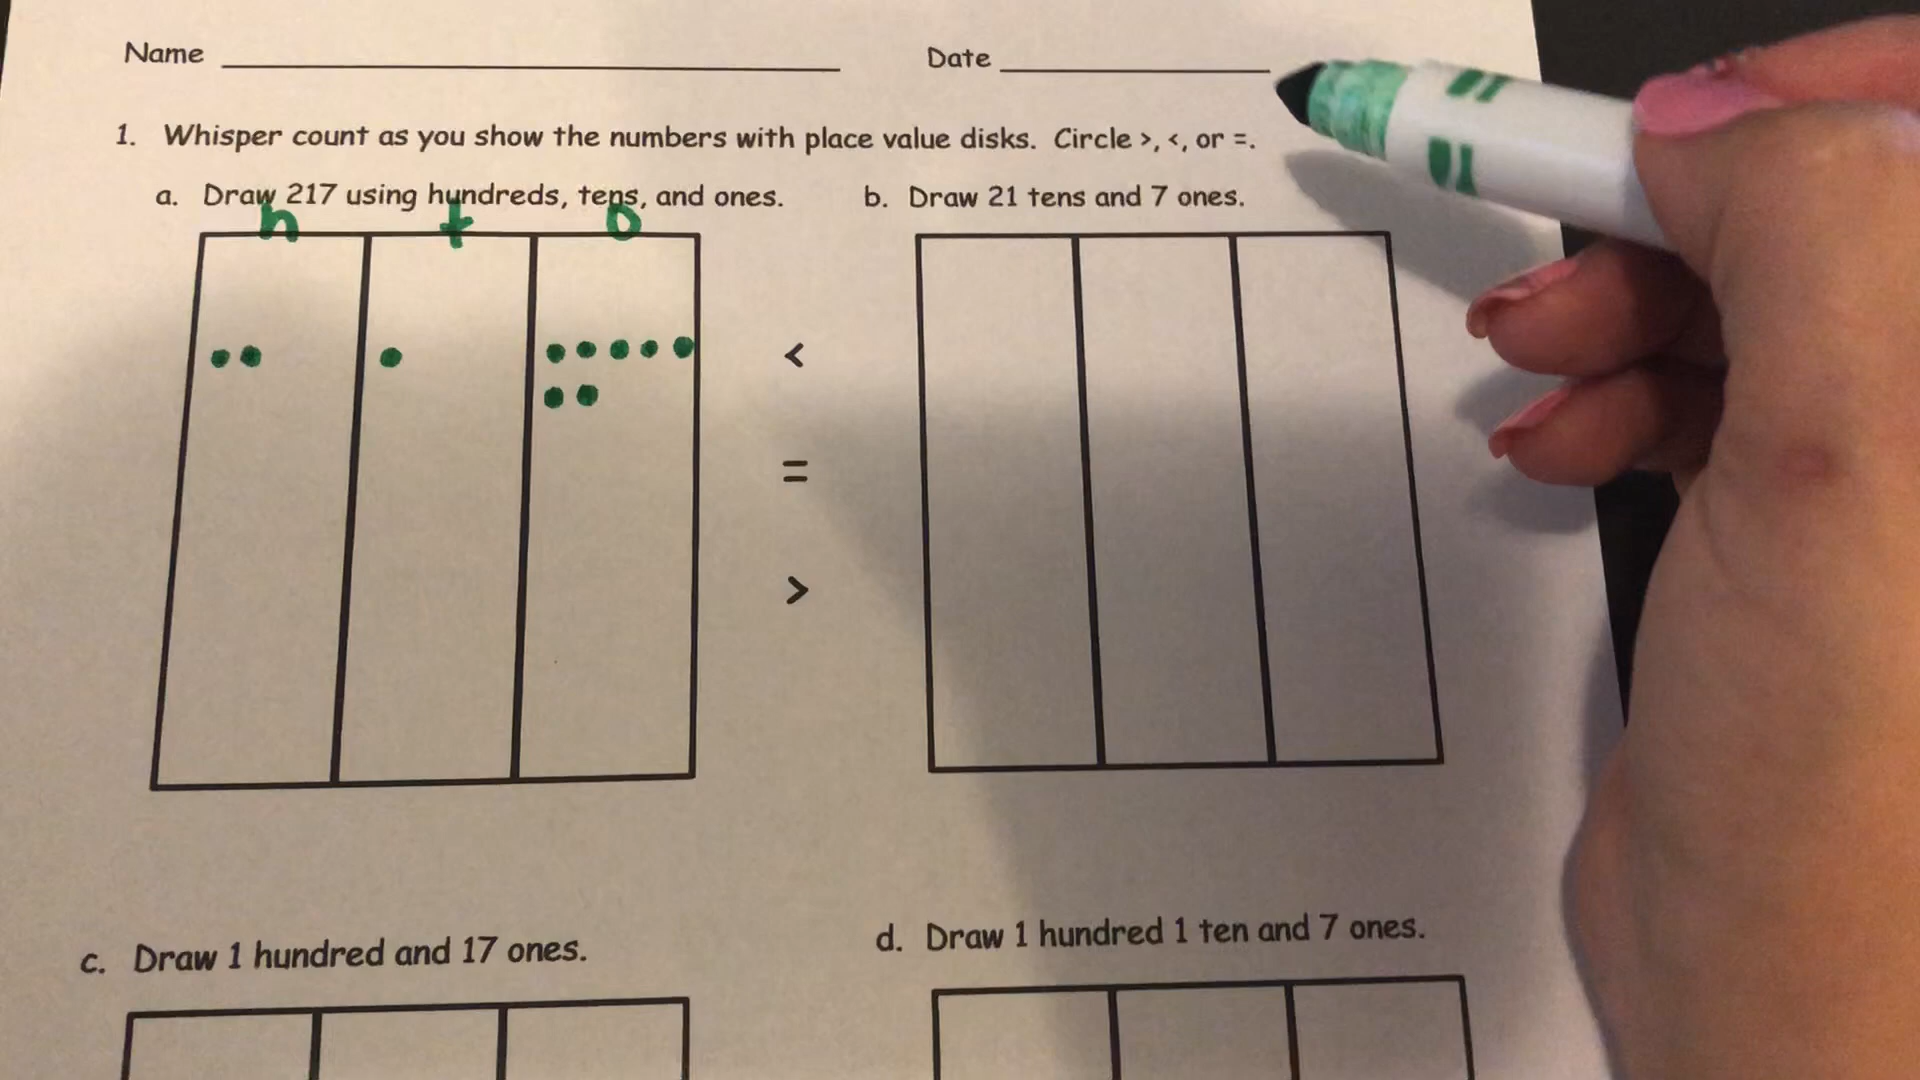 Name Date
1. Whisper count as you show the numbers with place value disks. Circle >, <, or =.
a. Draw 217 using hundreds, tens, and ones.
b. Draw 21 tens and 7 ones.
h t o
<
=
>
c. Draw 1 hundred and 17 ones.
d. Draw 1 hundred 1 ten and 7 ones.